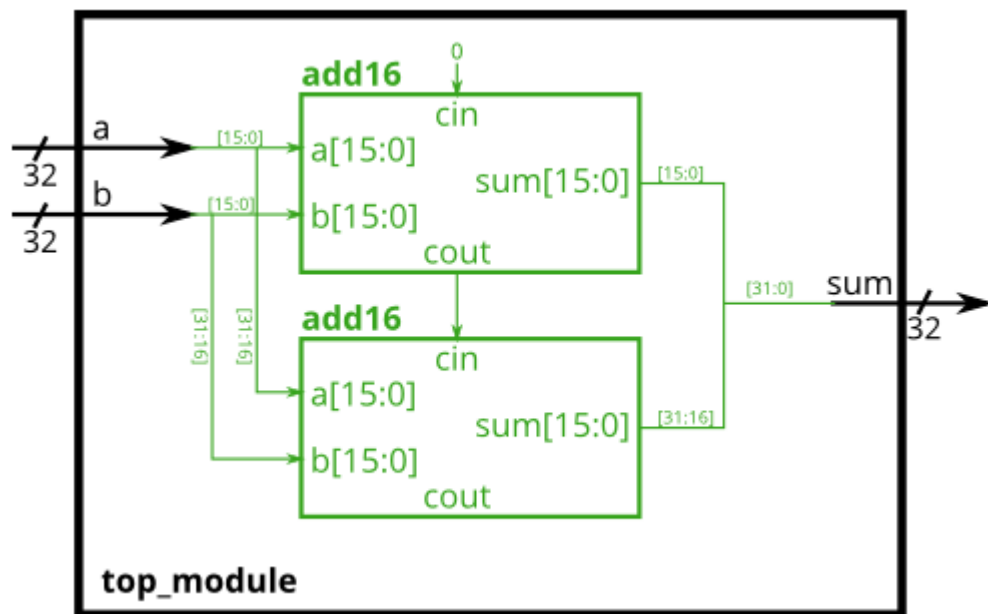 0
add16
cin
a
[15:0]
a[15:0]
32
sum[15:0]
[15:0]
b
[15:0]
b[15:0]
32
cout
[31:0]
sum
32
add16
[31:16]
[31:16]
cin
a[15:0]
sum[15:0]
[31:16]
b[15:0]
cout
top_module